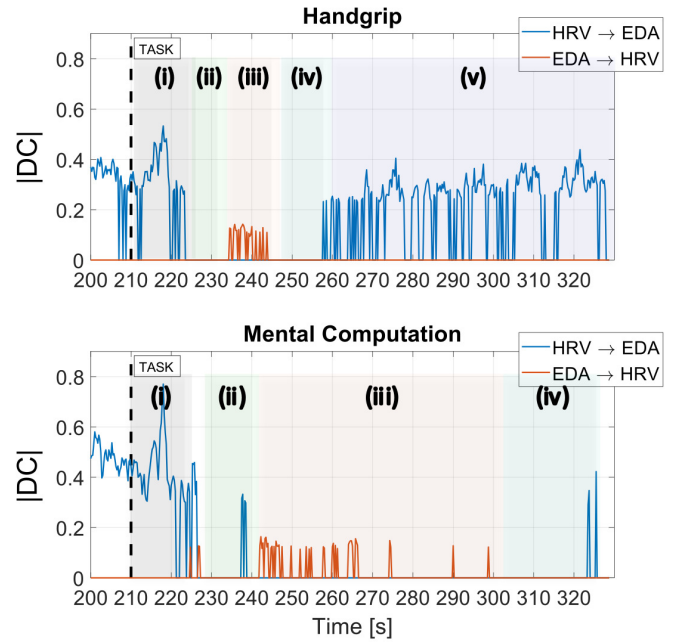 Handgrip
HRV → EDA
EDA → HRV
TASK
(i)
(ii)
(iii)
(iv)
(v)
|DC|
0.8
0.6
0.4
0.2
0
200 210 220 230 240 250 260 270 280 290 300 310 320
Mental Computation
HRV → EDA
EDA → HRV
TASK
(i)
(ii)
(iii)
(iv)
|DC|
0.8
0.6
0.4
0.2
0
200 210 220 230 240 250 260 270 280 290 300 310 320
Time [s]